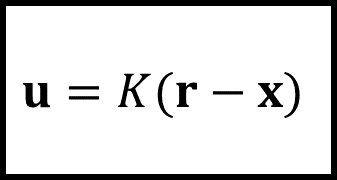 𝐮 = 𝐾(𝐫 − 𝐱)